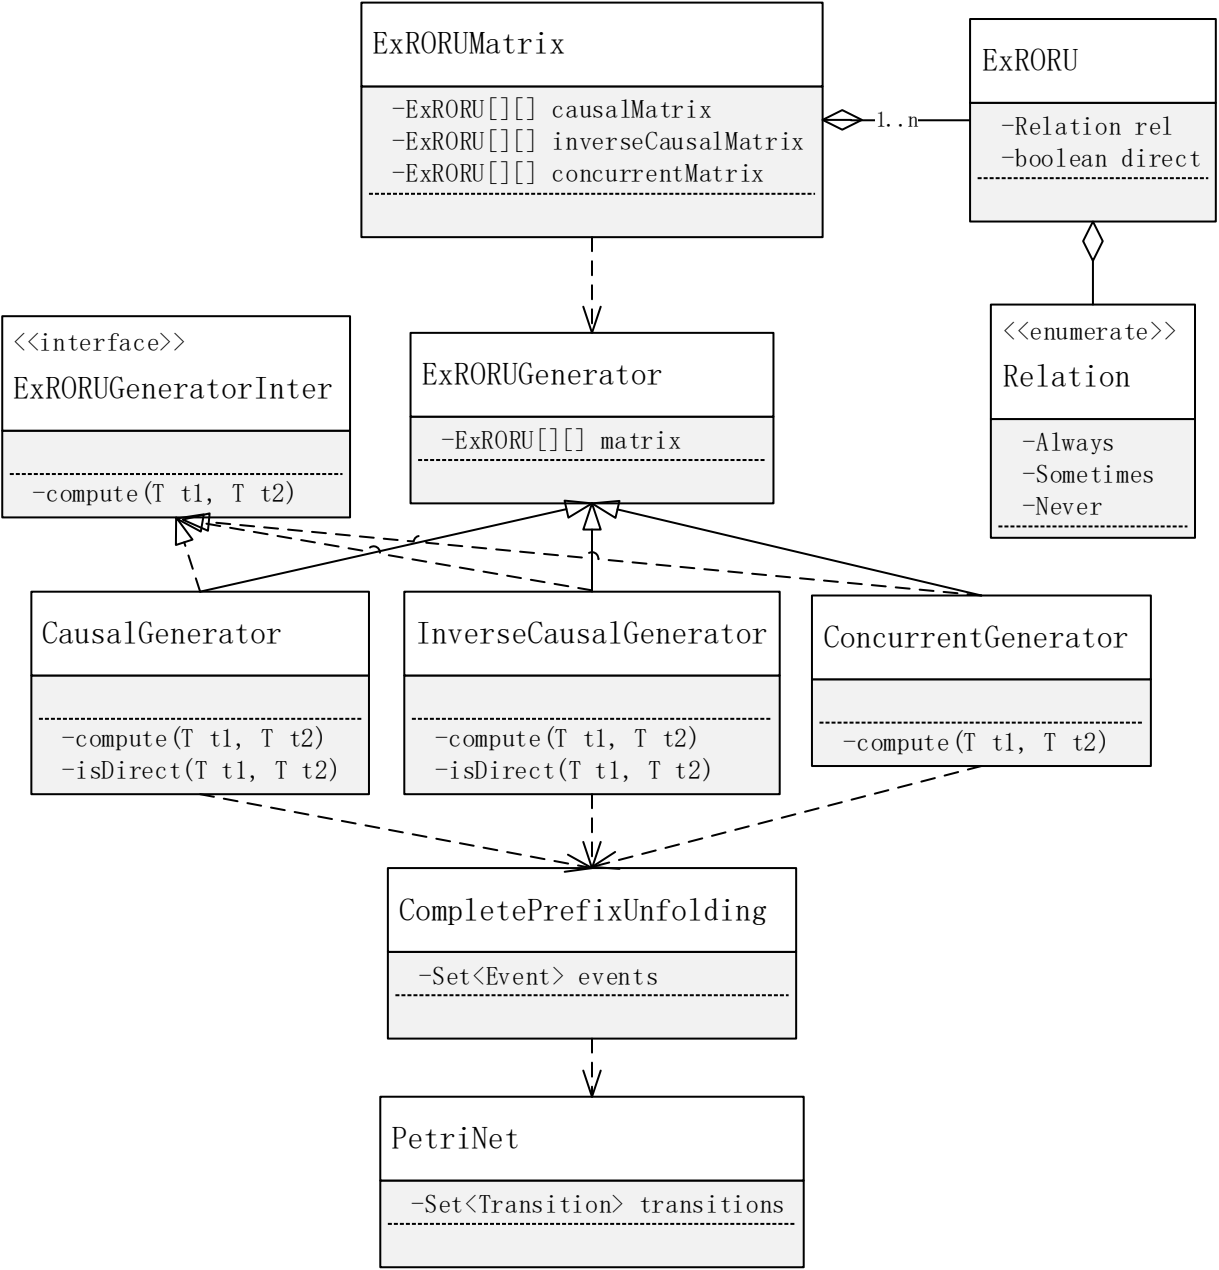 ExRORUMatrix
-ExRORU[][] causalMatrix
-ExRORU[][] inverseCausalMatrix
-ExRORU[][] concurrentMatrix
1..n
ExRORU
-Relation rel
-boolean direct
<<enumerate>>
Relation
-Always
-Sometimes
-Never
<<interface>>
ExRORUGeneratorInter
-compute(T t1, T t2)
ExRORUGenerator
-ExRORU[][] matrix
CausalGenerator
-compute(T t1, T t2)
-isDirect(T t1, T t2)
InverseCausalGenerator
-compute(T t1, T t2)
-isDirect(T t1, T t2)
ConcurrentGenerator
-compute(T t1, T t2)
CompletePrefixUnfolding
-Set<Event> events
PetriNet
-Set<Transition> transitions